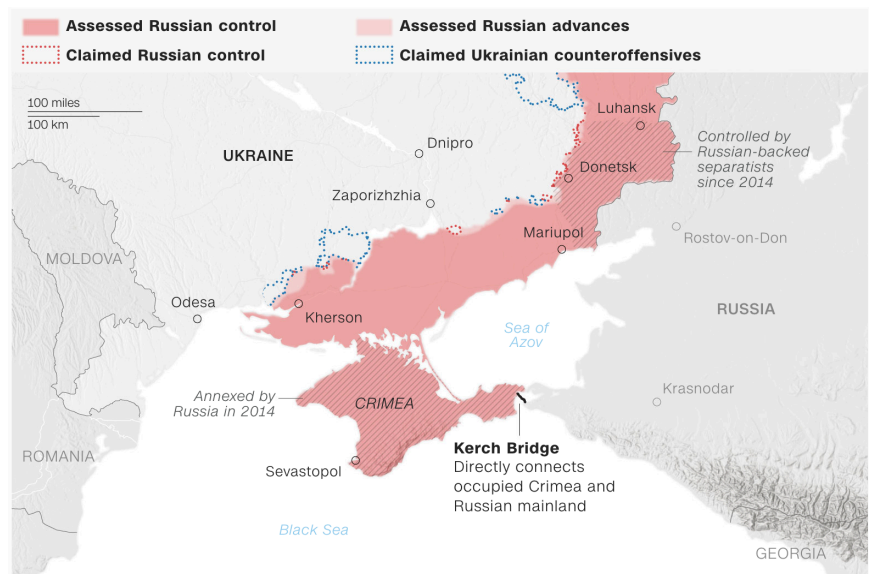 Assessed Russian control
Assessed Russian advances
Claimed Russian control
Claimed Ukrainian counteroffensives
100 miles
100 km
Luhansk
Dnipro
UKRAINE
Controlled by
Russian-backed
separatists
since 2014
Donetsk
Zaporizhzhia
Mariupol
Rostov-on-Don
MOLDOVA
Odesa
Kherson
RUSSIA
Sea of
Azov
Krasnodar
Annexed by
Russia in 2014
CRIMEA
Kerch Bridge
Directly connects
occupied Crimea and
Russian mainland
ROMANIA
Sevastopol
Black Sea
GEORGIA